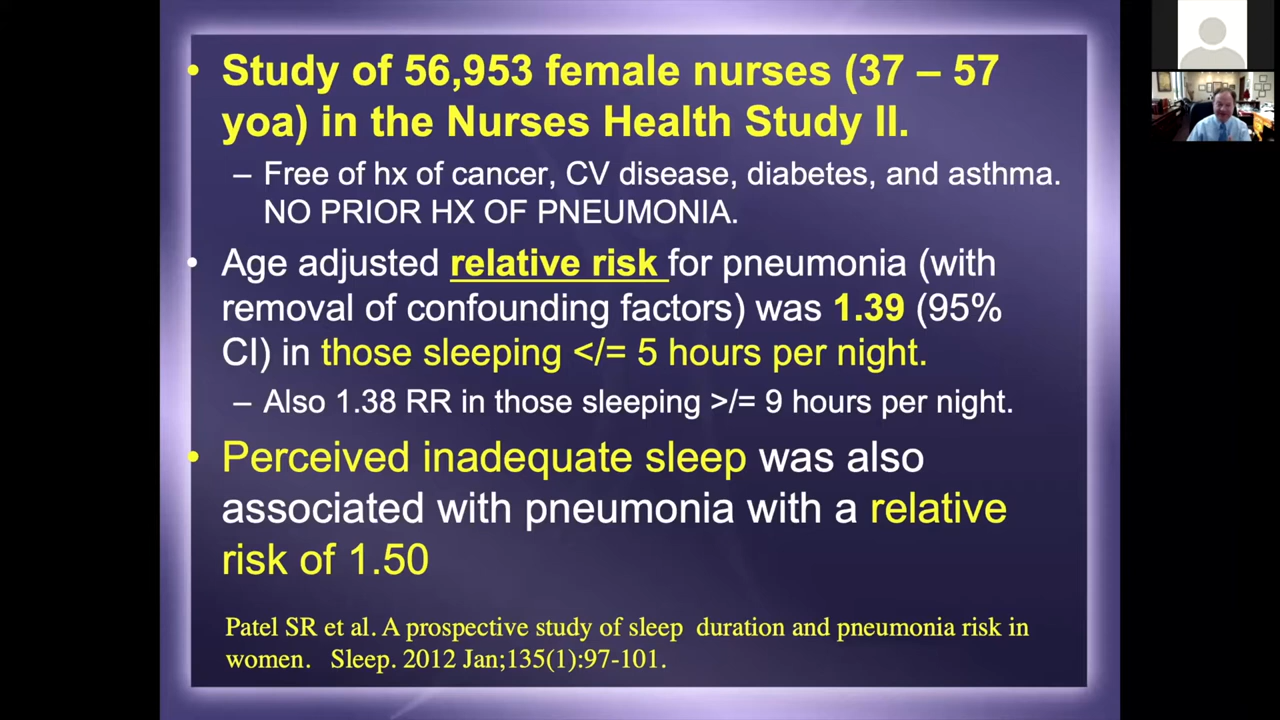 • Study of 56,953 female nurses (37 – 57
yoa) in the Nurses Health Study II.
– Free of hx of cancer, CV disease, diabetes, and asthma.
NO PRIOR HX OF PNEUMONIA.
• Age adjusted relative risk for pneumonia (with
removal of confounding factors) was 1.39 (95%
CI) in those sleeping </= 5 hours per night.
– Also 1.38 RR in those sleeping >/= 9 hours per night.
• Perceived inadequate sleep was also
associated with pneumonia with a relative
risk of 1.50
Patel SR et al. A prospective study of sleep duration and pneumonia risk in
women. Sleep. 2012 Jan;135(1):97-101.